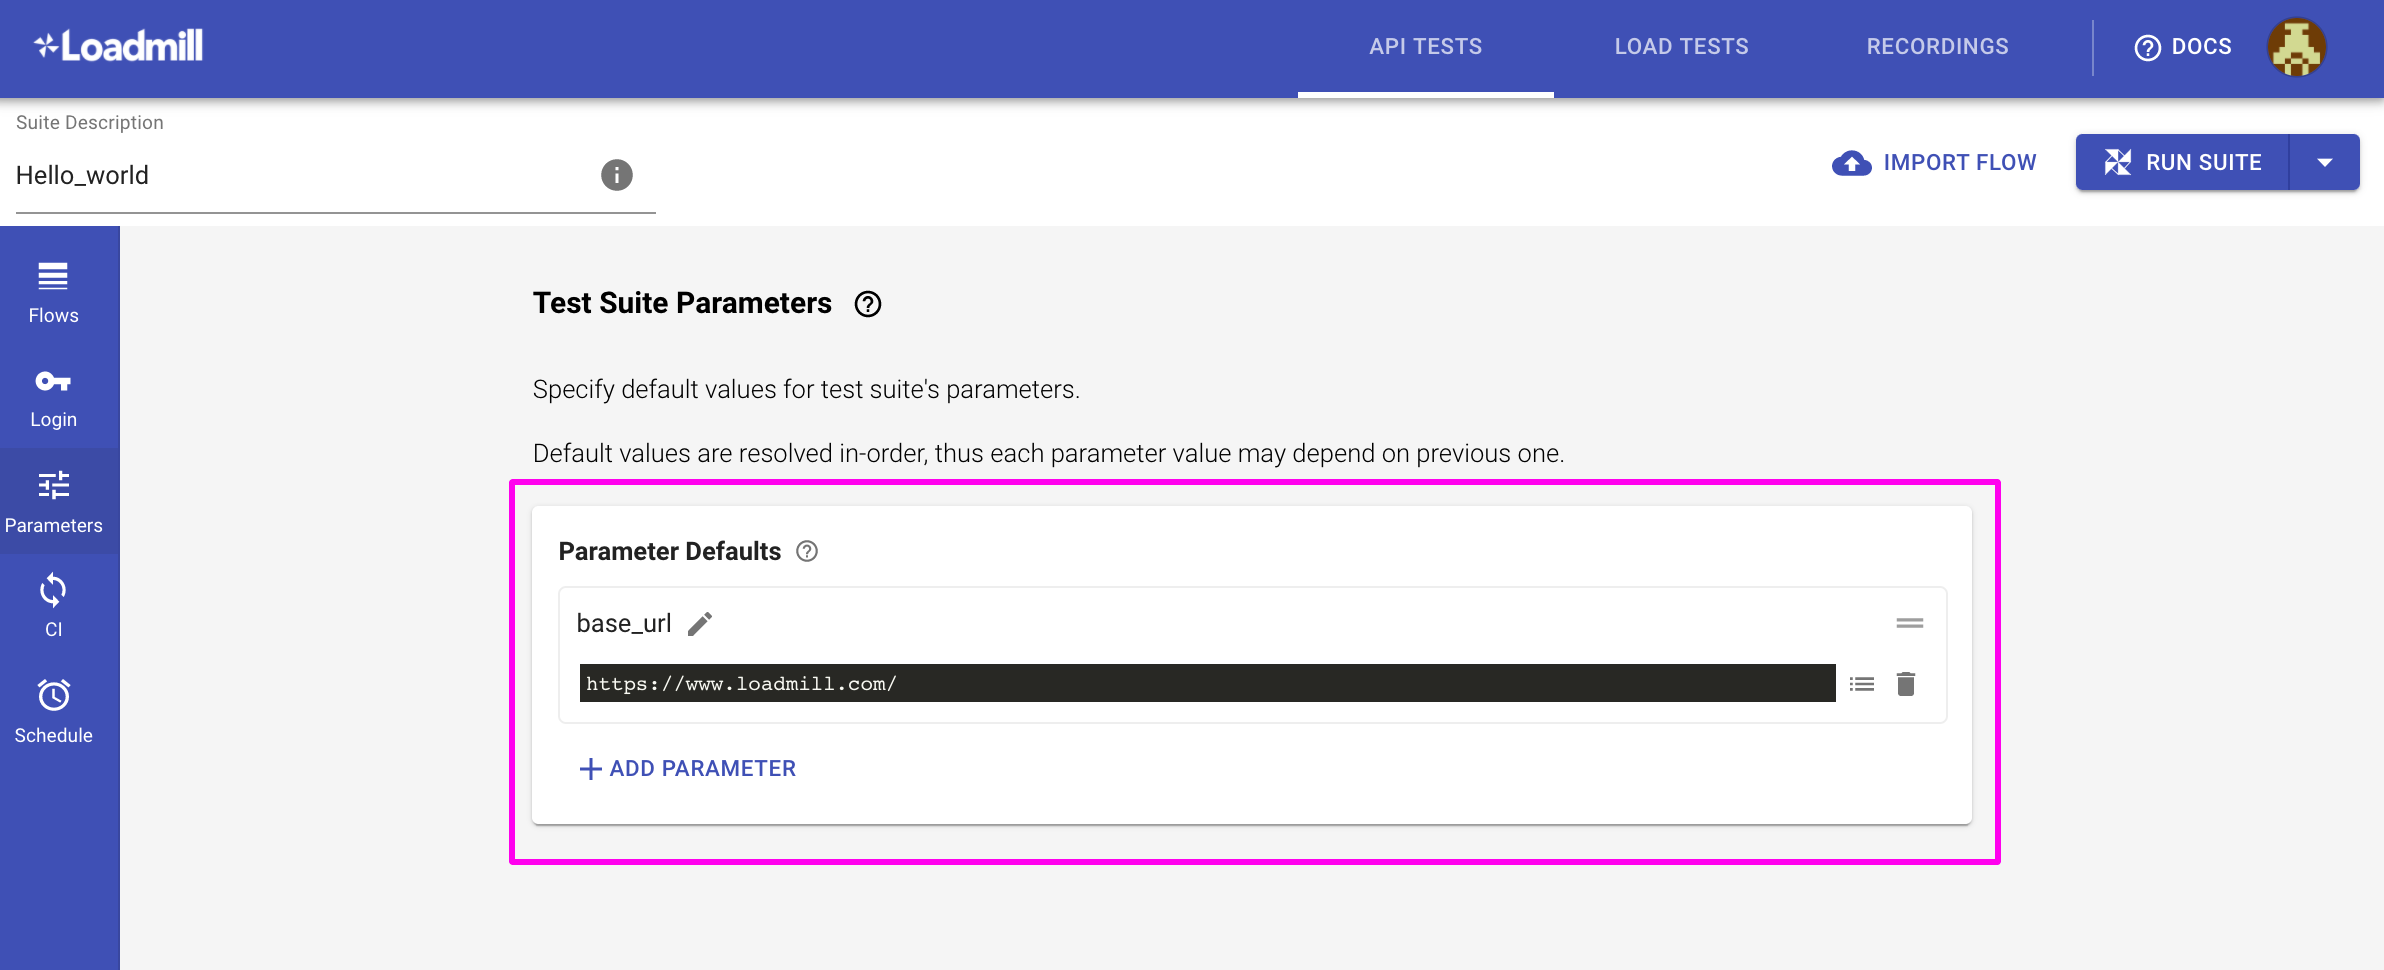 Loadmill
API TESTS
LOAD TESTS
RECORDINGS
DOCS
Suite Description
Hello_world
IMPORT FLOW
RUN SUITE
Flows
Login
Parameters
CI
Schedule
Test Suite Parameters
Specify default values for test suite's parameters.
Default values are resolved in-order, thus each parameter value may depend on previous one.
Parameter Defaults
base_url
https://www.loadmill.com/
ADD PARAMETER